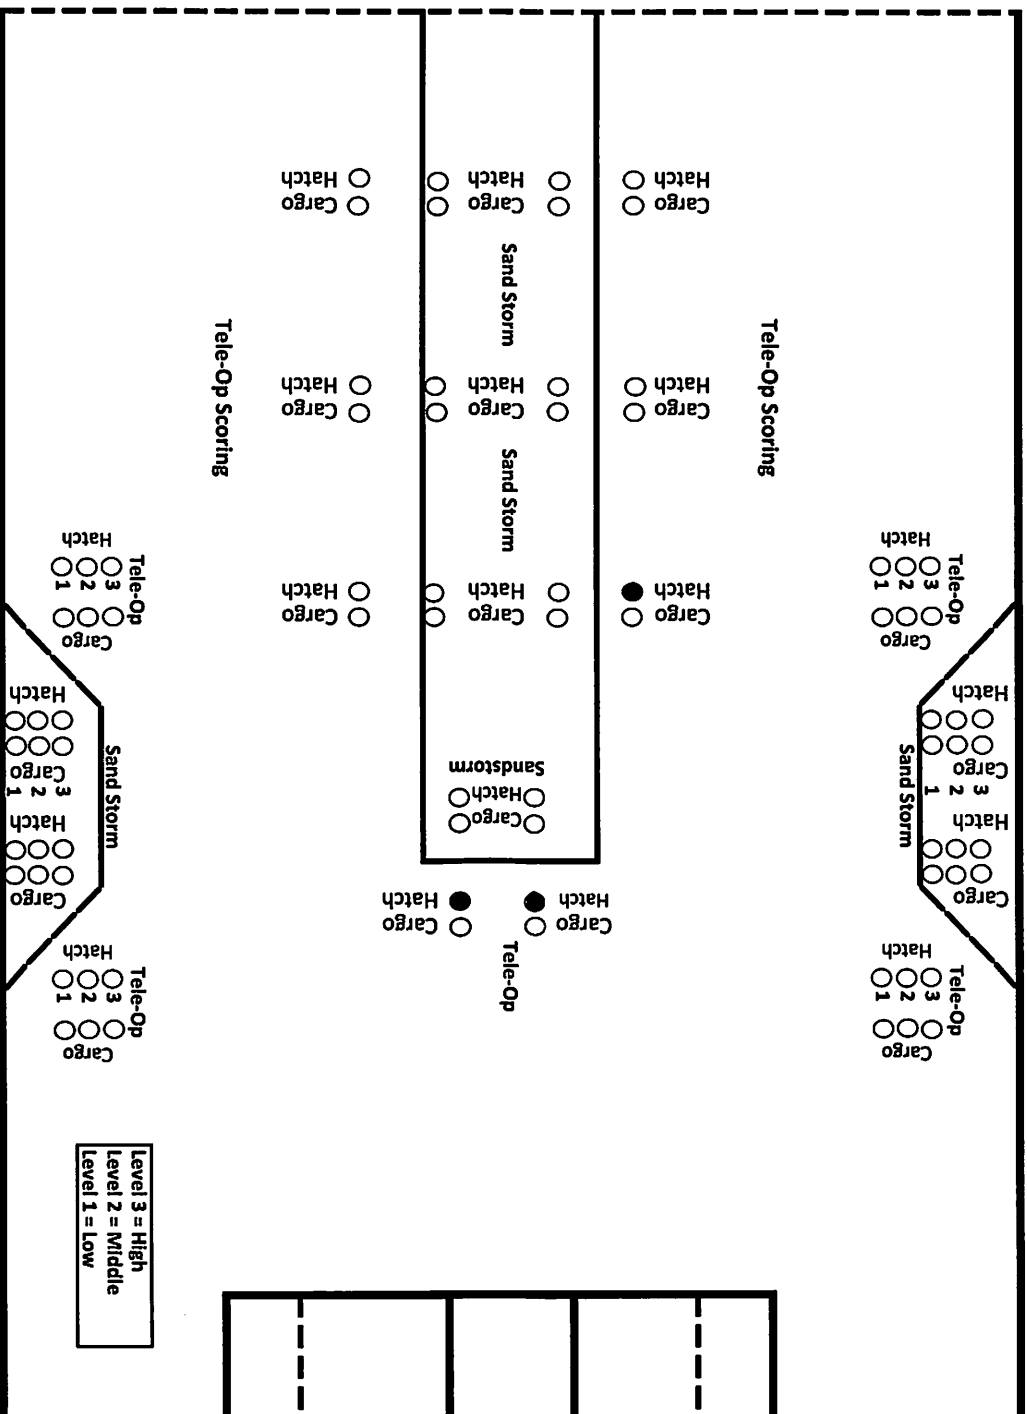 Hatch Hatch Hatch
Cargo Cargo Cargo
Sand Storm
Tele-Op Scoring
Tele-Op Scoring
Hatch Hatch Hatch
Cargo Cargo Cargo
Sand Storm
Hatch
Tele-Op
1 2 3
Cargo
Hatch
Tele-Op
1 2 3
Cargo
Hatch Hatch Hatch
Cargo Cargo Cargo
Hatch
Cargo
1 2 3
Hatch
Cargo
Sand Storm
Sandstorm
Hatch
Cargo
Sand Storm
Hatch
Cargo
1 2 3
Hatch
Cargo
Hatch Hatch
Cargo Cargo
Tele-Op
Hatch
Tele-Op
1 2 3
Cargo
Hatch
Tele-Op
1 2 3
Cargo
Level 3 = High
Level 2 = Middle
Level 1 = Low